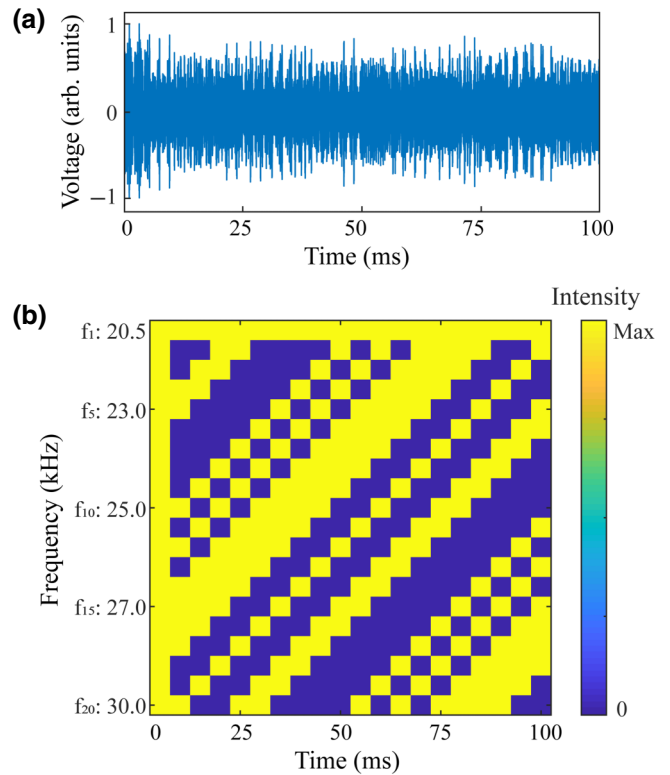 (a)
1
0
−1
Voltage (arb. units)
0
25
50
75
100
Time (ms)
(b)
Intensity
f₁: 20.5
f₅: 23.0
f₁₀: 25.0
f₁₅: 27.0
f₂₀: 30.0
Frequency (kHz)
Max
0
0
25
50
75
100
Time (ms)